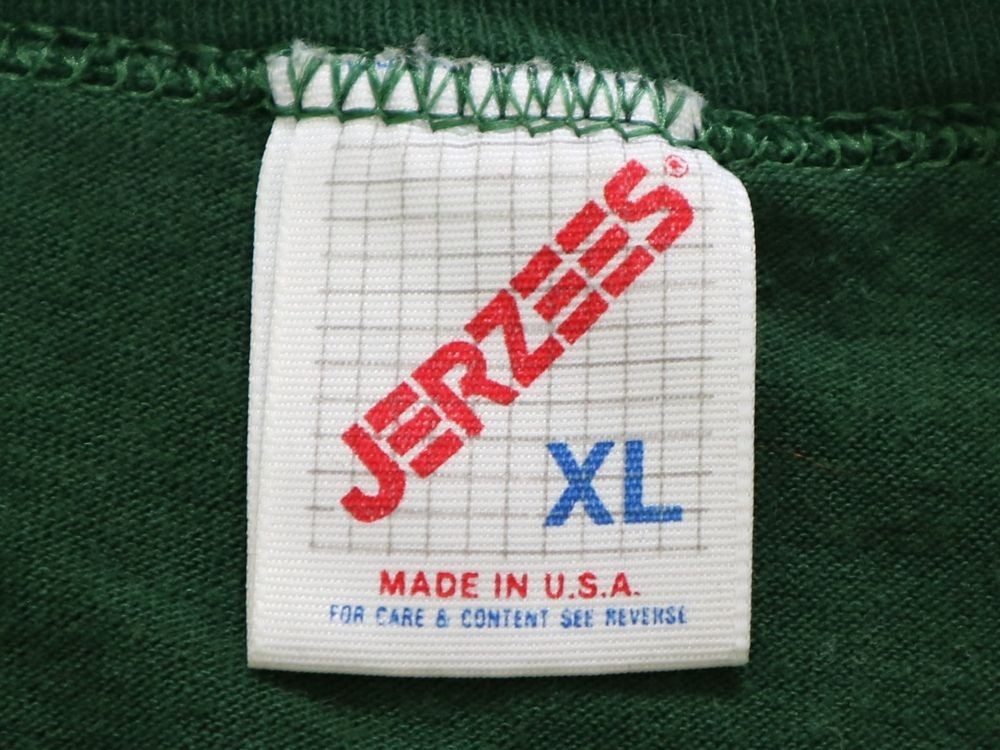 JERZEES®
XL
MADE IN U.S.A.
FOR CARE & CONTENT SEE REVERSE